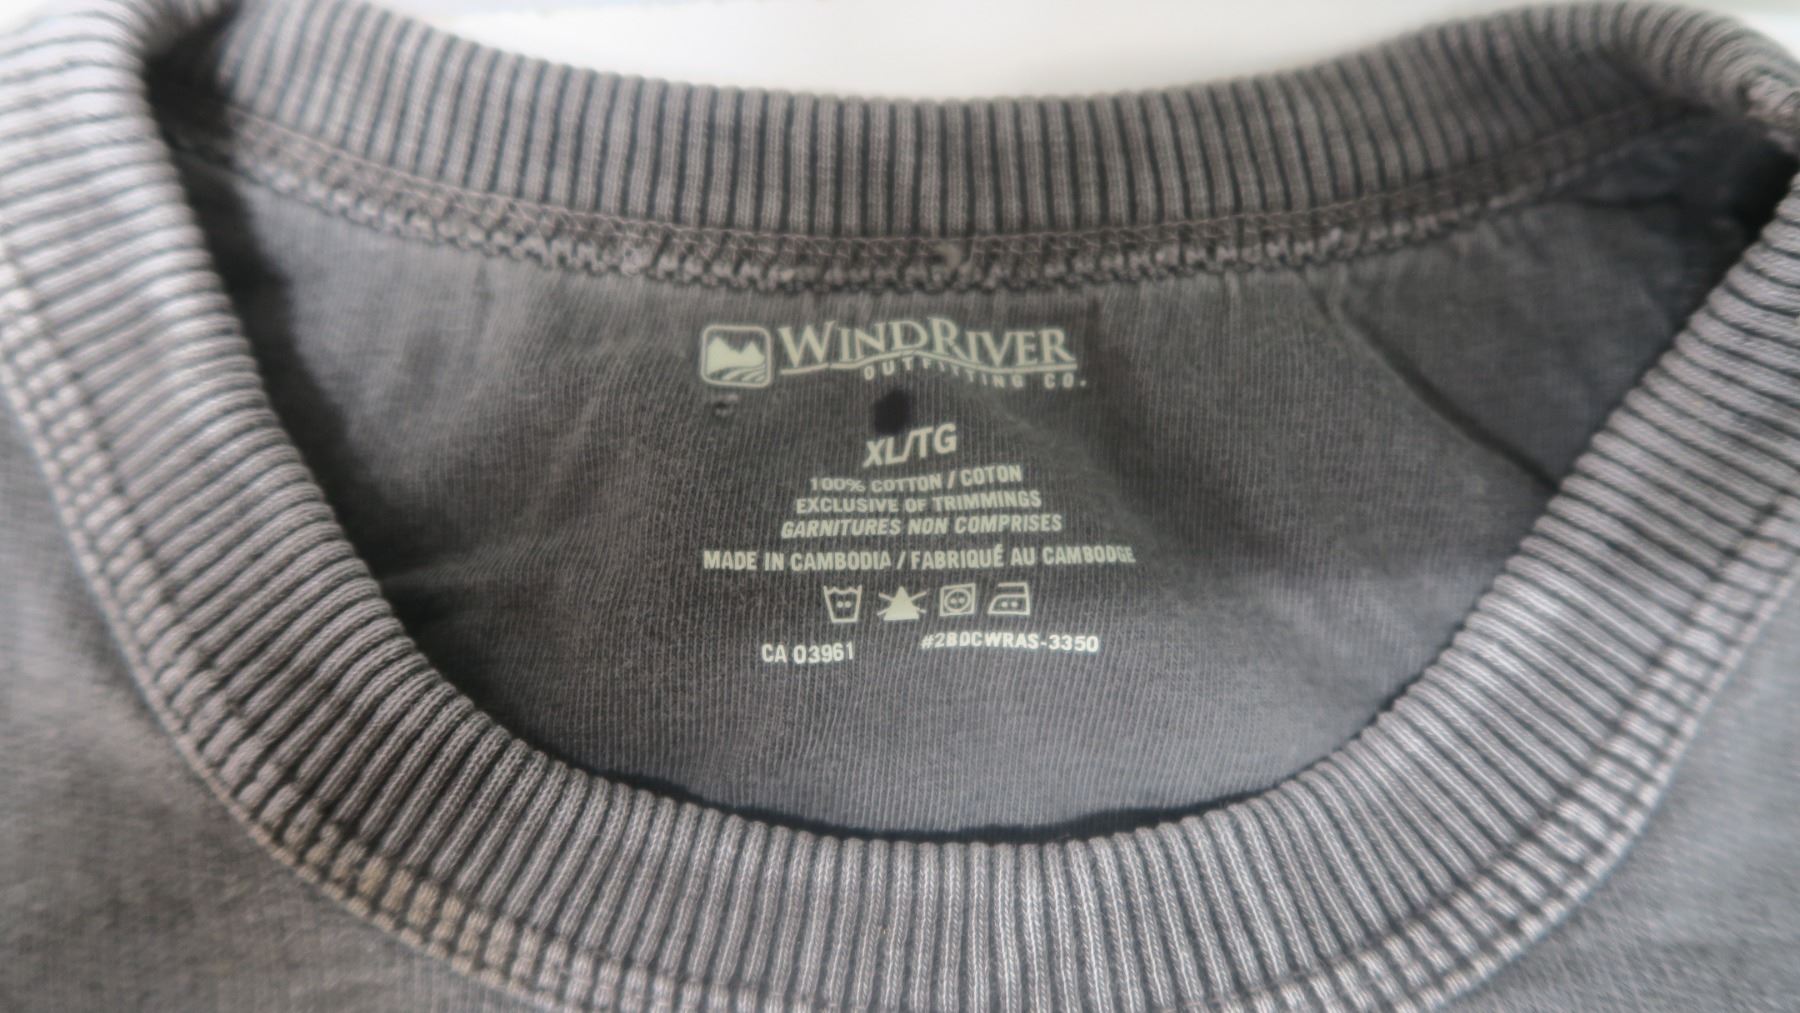 WINDRIVER
OUTFITTING CO.
XL/TG
100% COTTON / COTON
EXCLUSIVE OF TRIMMINGS
GARNITURES NON COMPRISES
MADE IN CAMBODIA / FABRIQUÉ AU CAMBODGE
CA 03961 #2BDCWRAS-3350